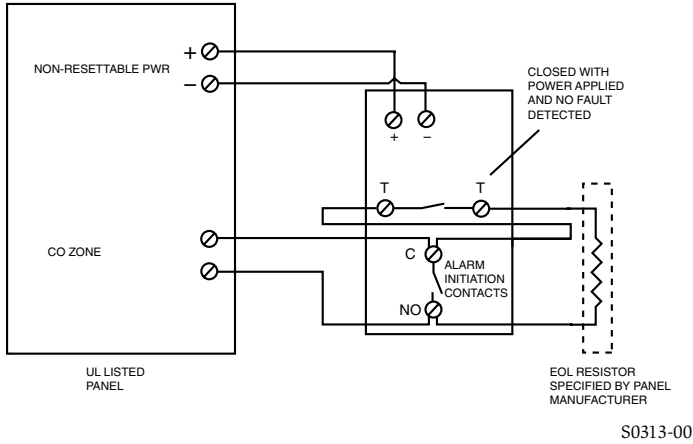 NON-RESETTABLE PWR
+
–
CLOSED WITH
POWER APPLIED
AND NO FAULT
DETECTED
+
–
T
T
CO ZONE
C
ALARM
INITIATION
CONTACTS
NO
UL LISTED
PANEL
EOL RESISTOR
SPECIFIED BY PANEL
MANUFACTURER
S0313-00